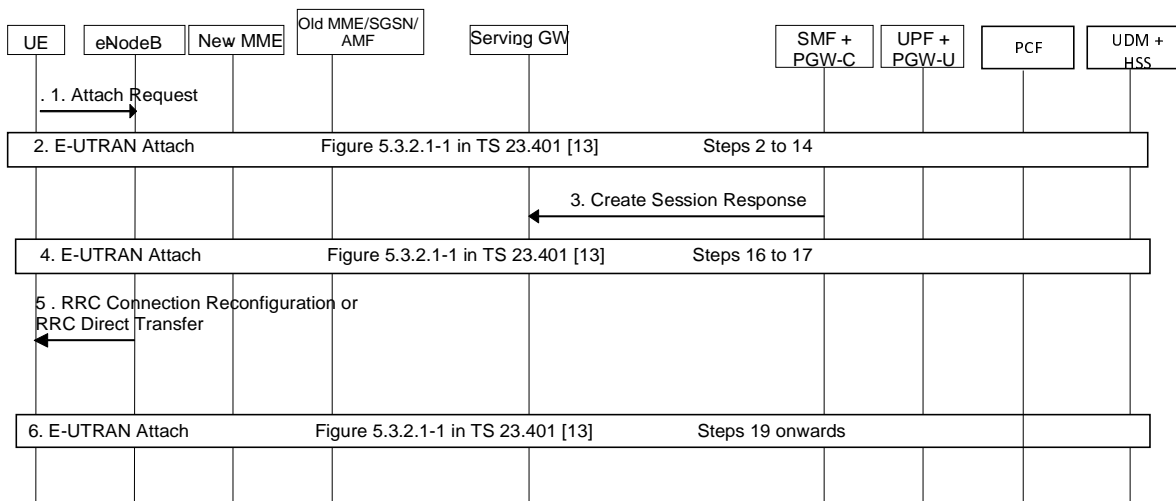 UE
eNodeB
New MME
Old MME/SGSN/
AMF
Serving GW
SMF +
PGW-C
UPF +
PGW-U
PCF
UDM +
HSS
. 1. Attach Request
2. E-UTRAN Attach Figure 5.3.2.1-1 in TS 23.401 [13] Steps 2 to 14
3. Create Session Response
4. E-UTRAN Attach Figure 5.3.2.1-1 in TS 23.401 [13] Steps 16 to 17
5 . RRC Connection Reconfiguration or
RRC Direct Transfer
6. E-UTRAN Attach Figure 5.3.2.1-1 in TS 23.401 [13] Steps 19 onwards